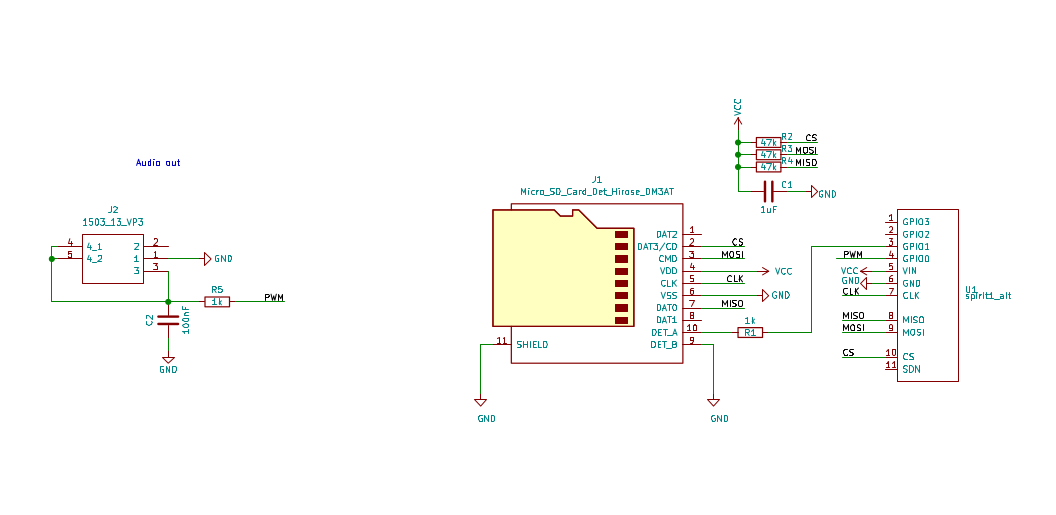 Audio out
J2
1503_13_VP3
4 4_1 2 2
5 4_2 1 1 GND
3 3
R5
1k
PWM
C2
100nF
GND
VCC
47k R2 CS
47k R3 MOSI
47k R4 MISO
C1
1uF
GND
J1
Micro_SD_Card_Det_Hirose_DM3AT
DAT2 1
DAT3/CD 2 CS
CMD 3 MOSI
VDD 4 VCC
CLK 5 CLK
VSS 6 GND
DAT0 7 MISO
DAT1 8
DET_A 10
DET_B 9
11 SHIELD
GND
GND
1k
R1
1 GPIO3
2 GPIO2
3 GPIO1
PWM 4 GPIO0
VCC 5 VIN
GND 6 GND
CLK 7 CLK
MISO 8 MISO
MOSI 9 MOSI
CS 10 CS
11 SDN
U1
spirit1_alt